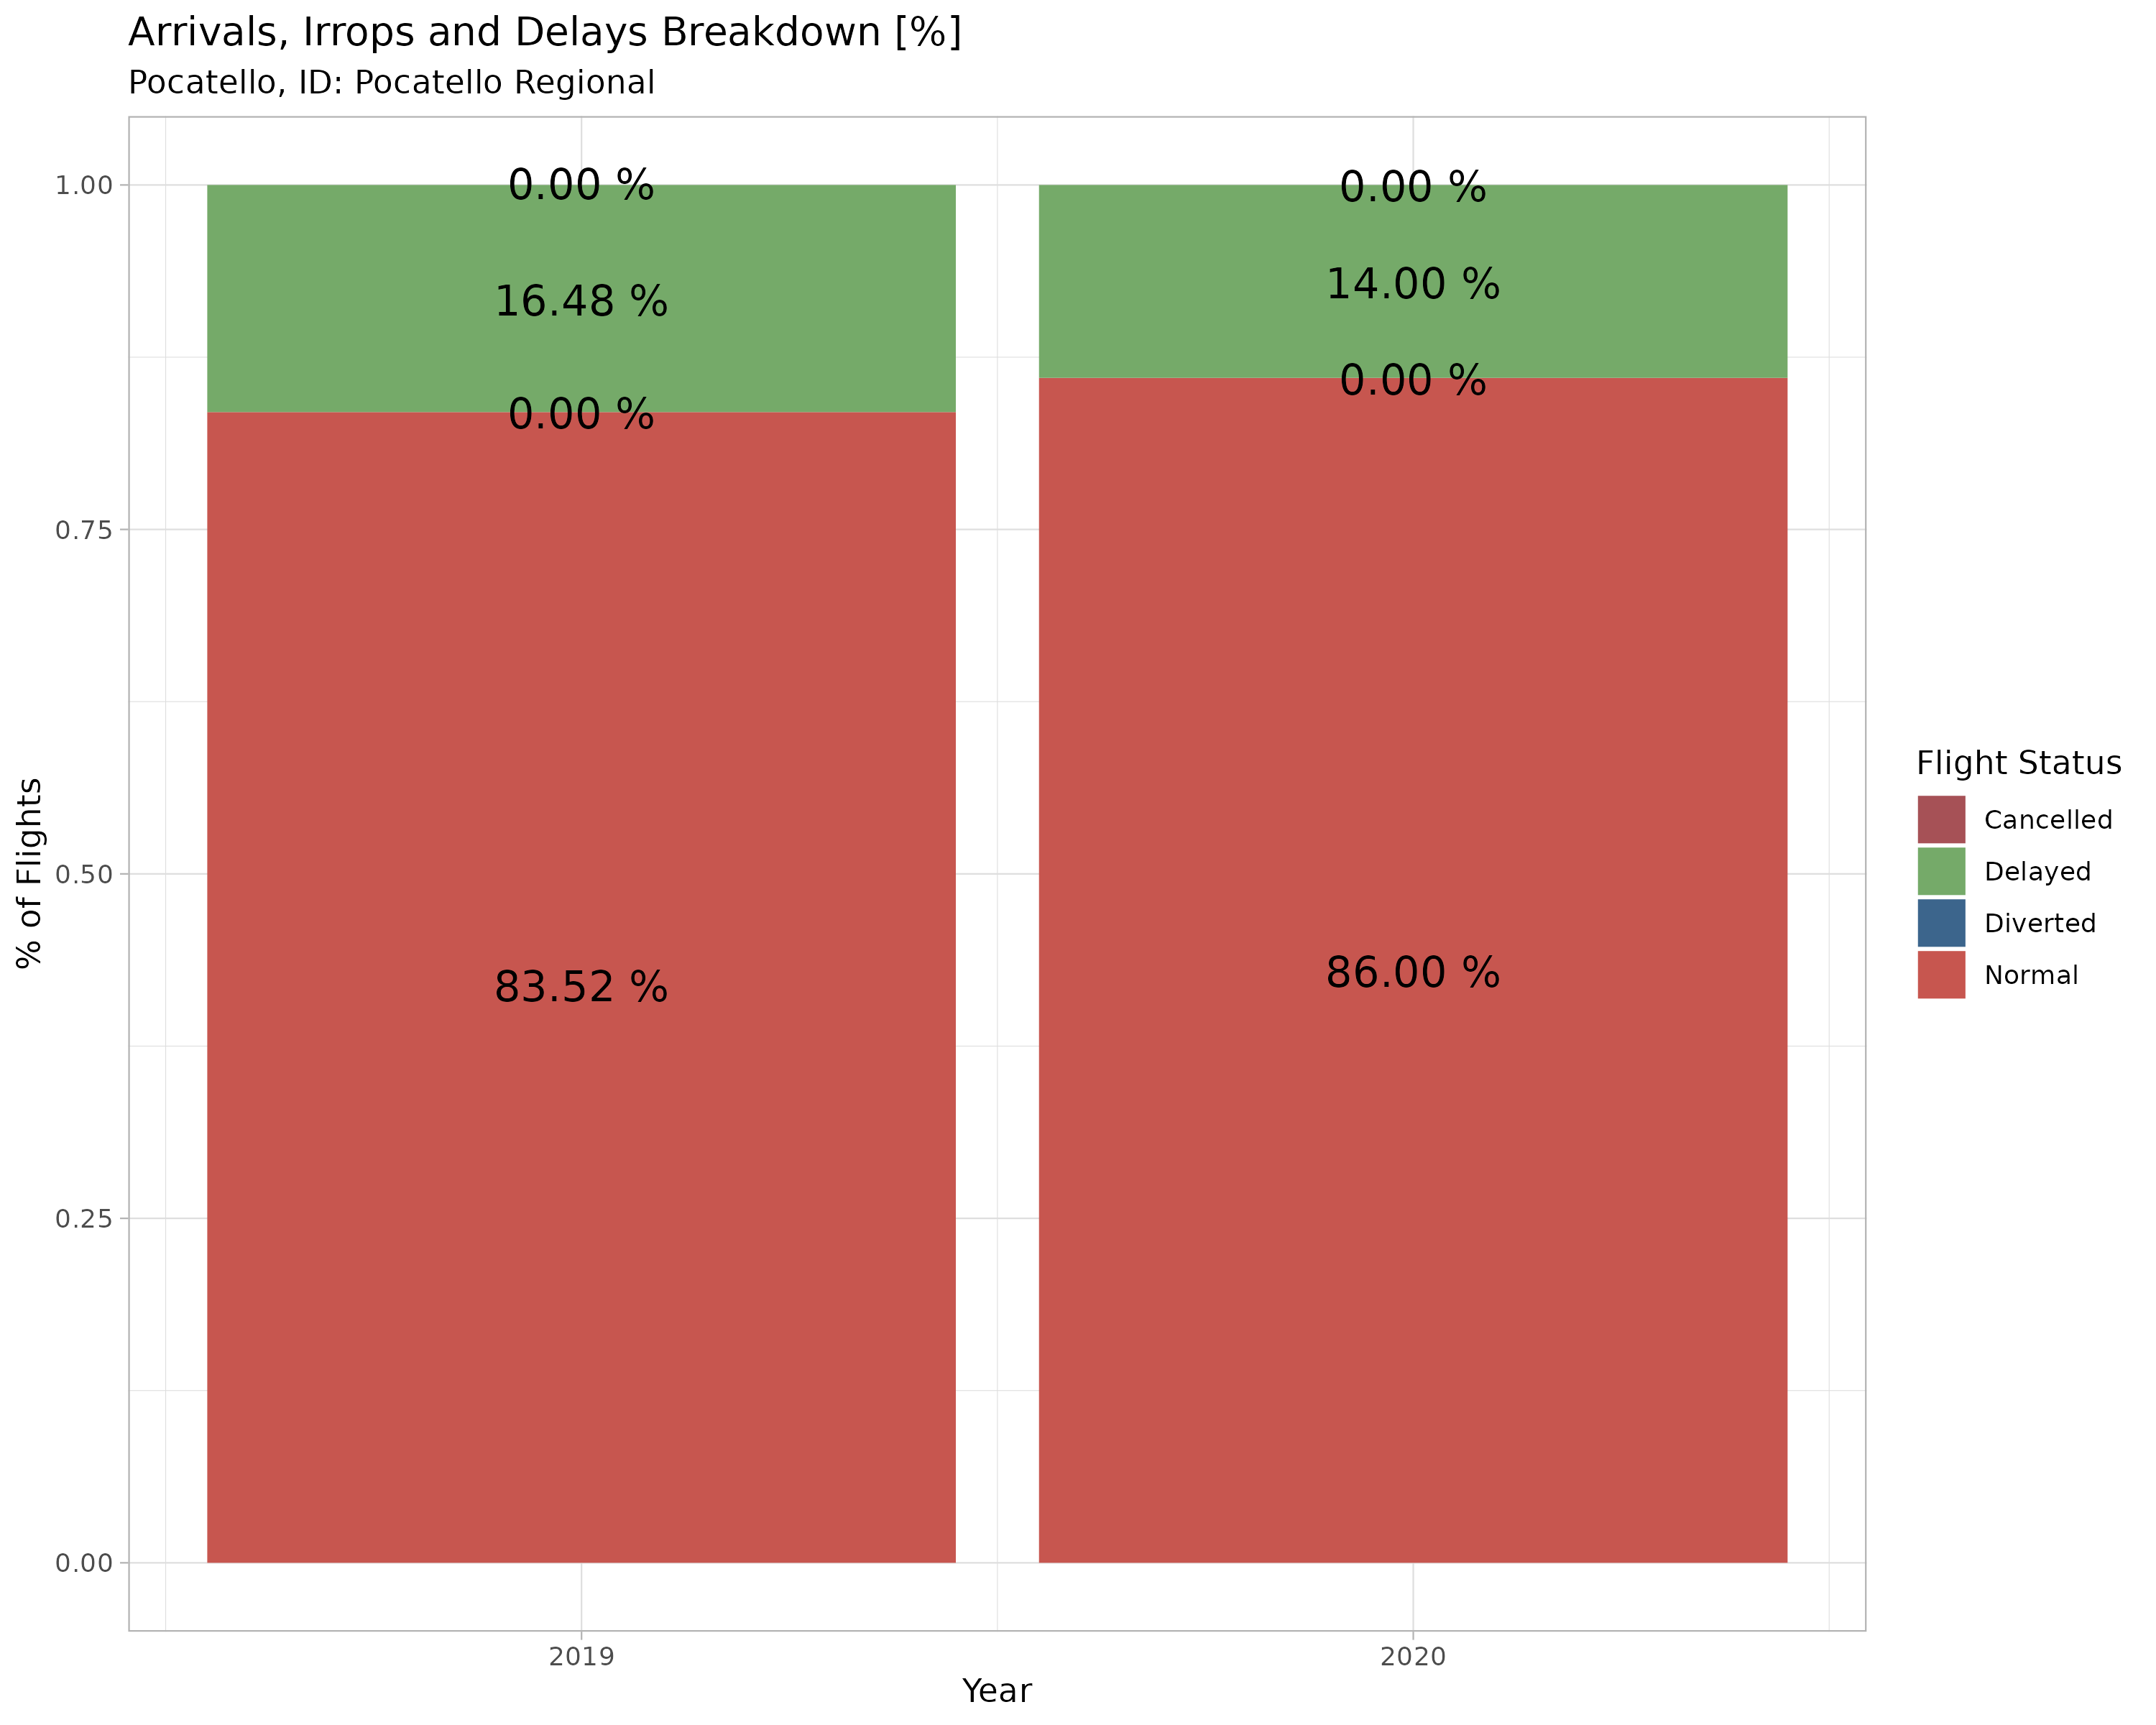 Arrivals, Irrops and Delays Breakdown [%]
Pocatello, ID: Pocatello Regional
% of Flights
1.00
0.75
0.50
0.25
0.00
0.00 %
16.48 %
0.00 %
83.52 %
0.00 %
14.00 %
0.00 %
86.00 %
2019
2020
Year
Flight Status
Cancelled
Delayed
Diverted
Normal